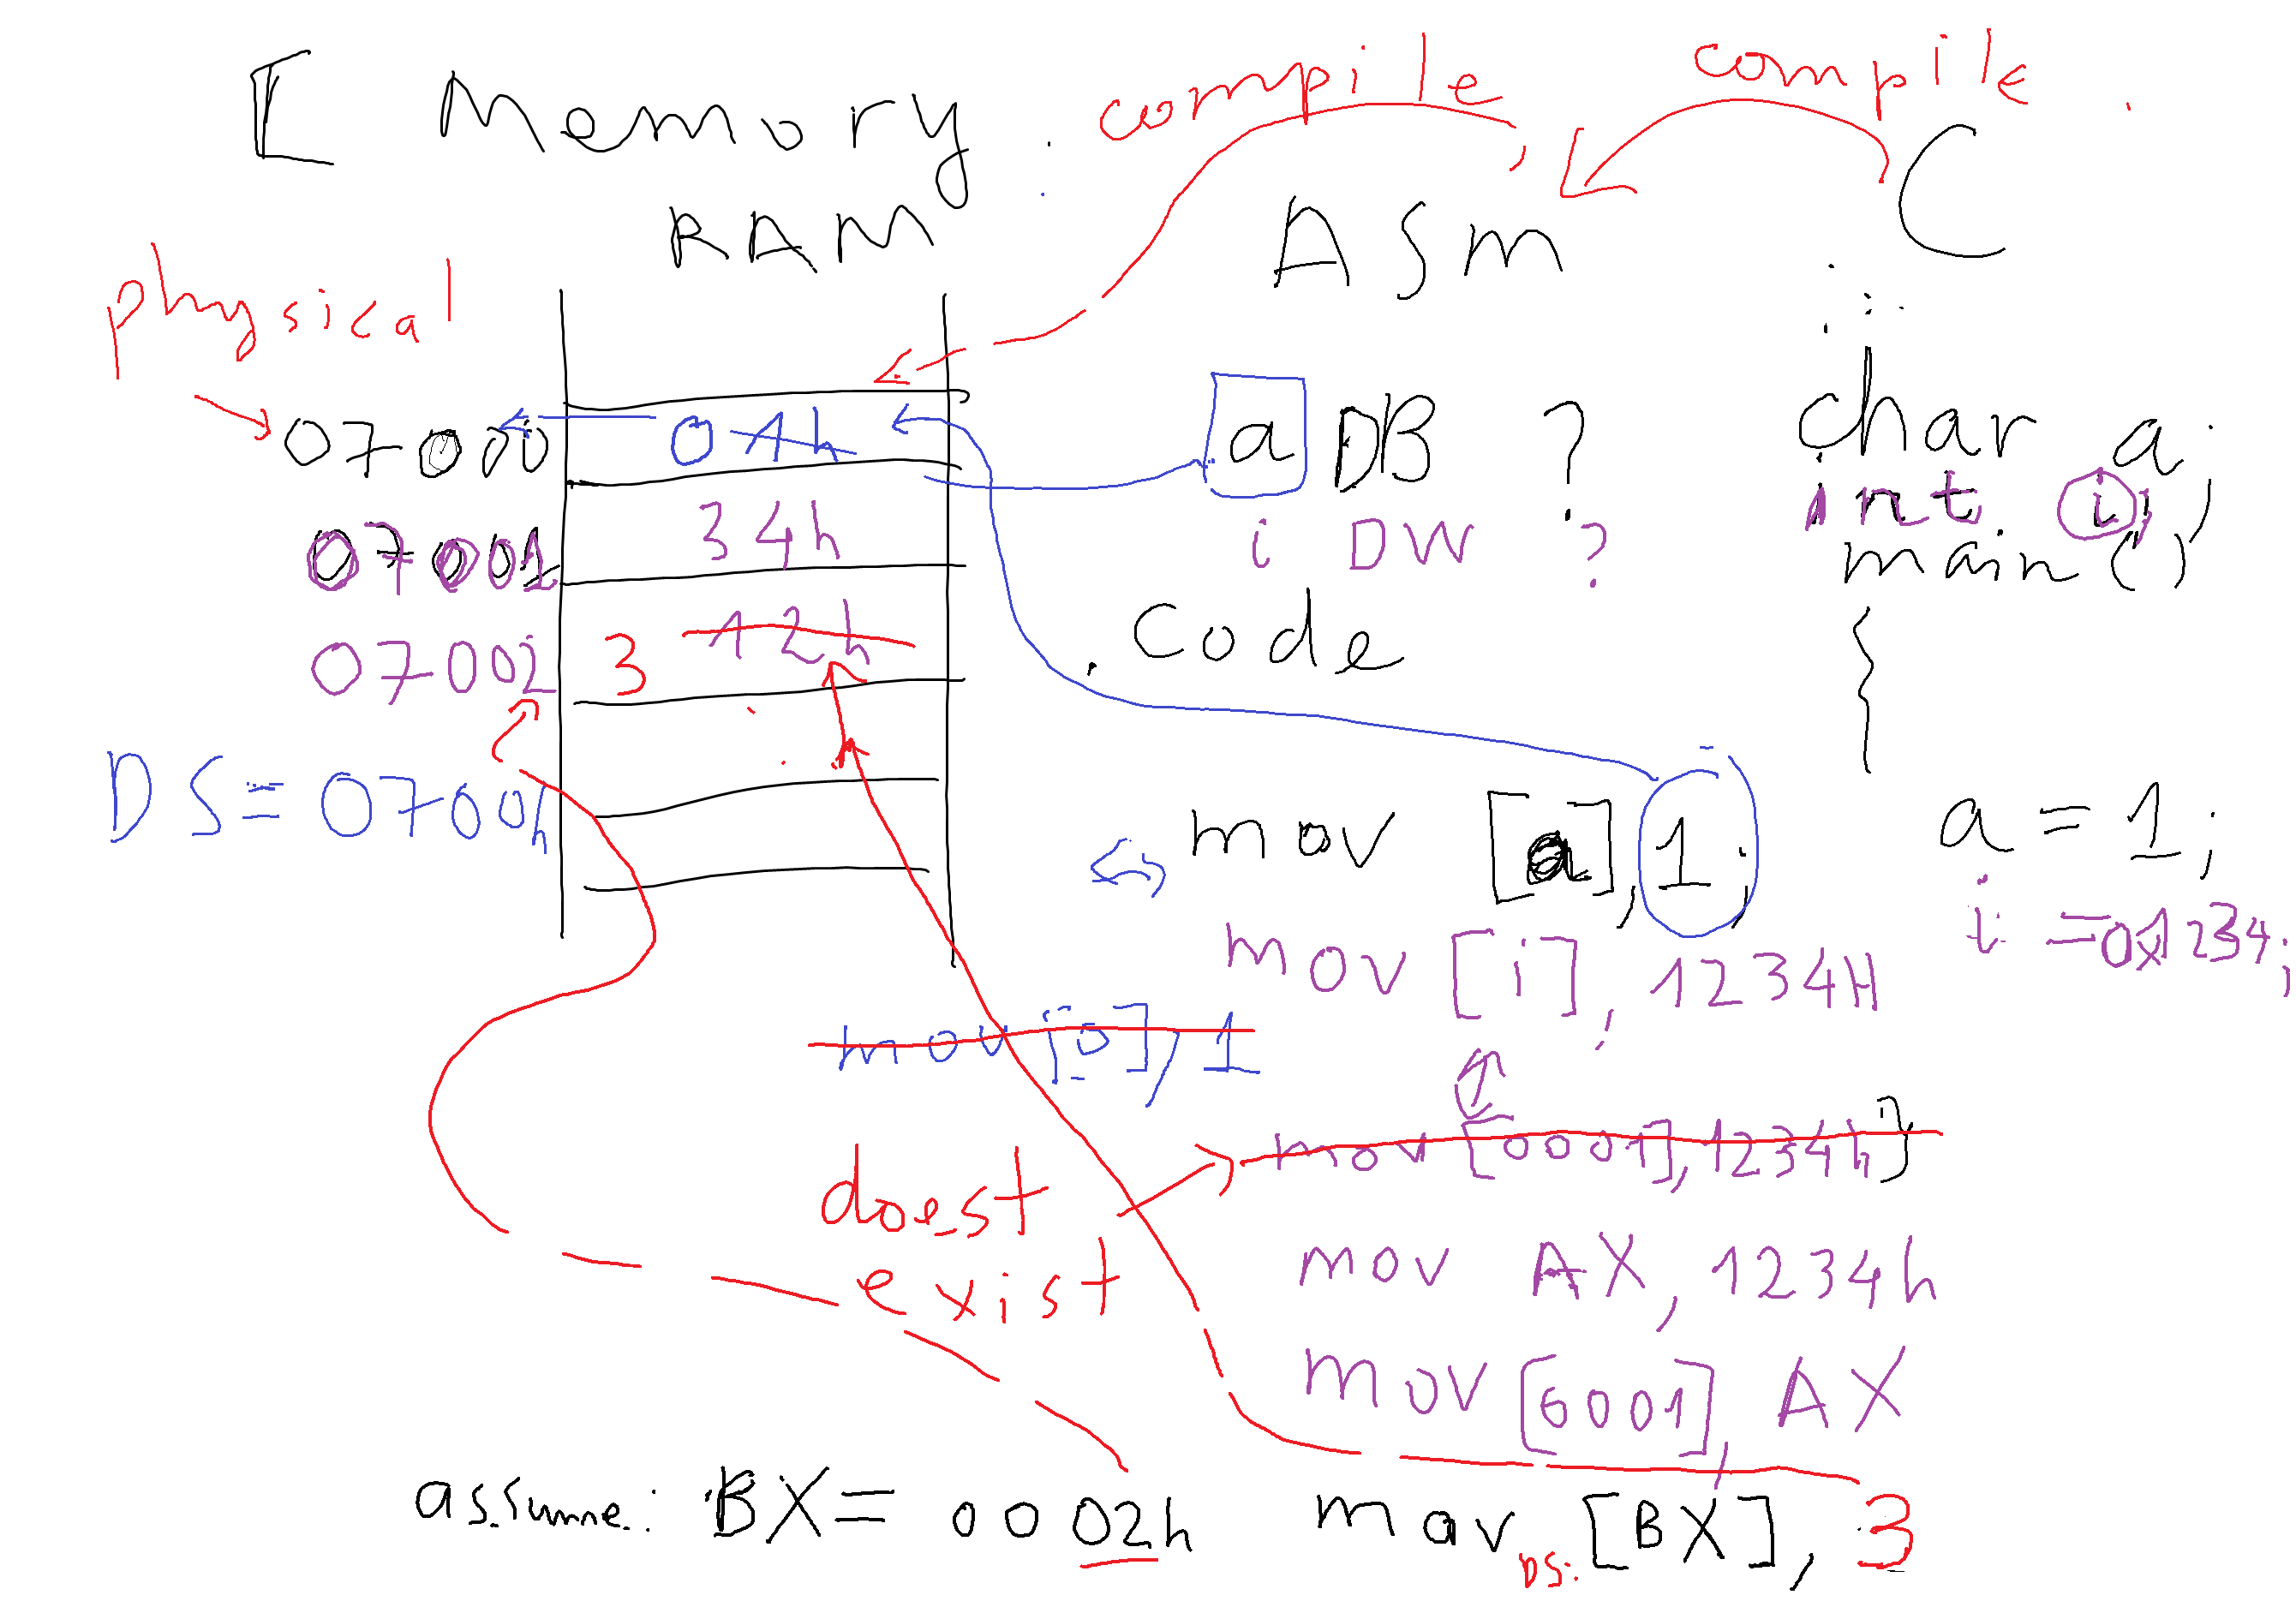 [ Memory
RAM
compile
compile
ASM
C
physical
07000
01h
07001
34h
07002
3 12h
DS=0700h
a DB ?
i DW ?
.code
char a;
int i;
main()
{
a = 1;
i = 0x1234;
}
mov [a], 1;
mov [i], 1234H
mov [0], 1
mov [0001], 1234h
doest
exist
mov AX, 1234h
mov [0001], AX
assume: BX = 0002h
mov DS: [BX], 3